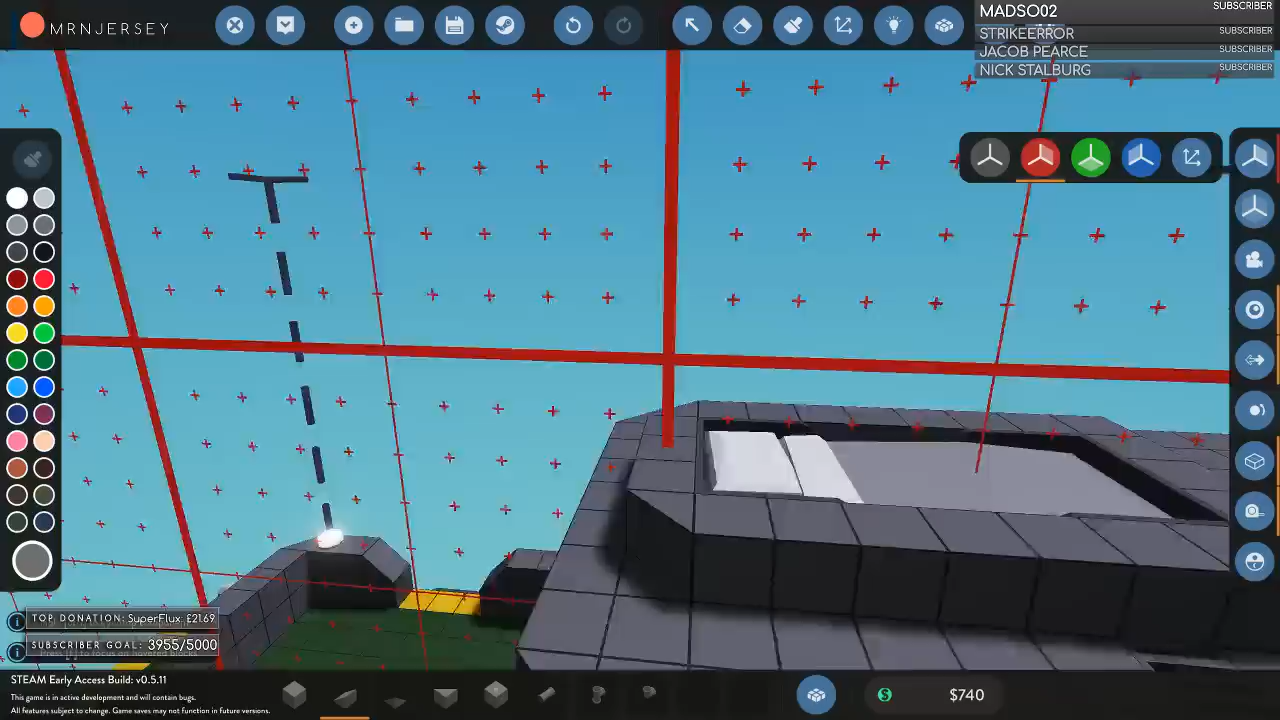 MRNJERSEY
MADSO02 SUBSCRIBER
STRIKEERROR SUBSCRIBER
JACOB PEARCE SUBSCRIBER
NICK STALBURG SUBSCRIBER
TOP DONATION: SuperFlux £21.69
SUBSCRIBER GOAL: 3955/5000
STEAM Early Access Build: v0.5.11
This game is in active development and will contain bugs.
All features subject to change. Game saves may not function in future versions.
$ $740